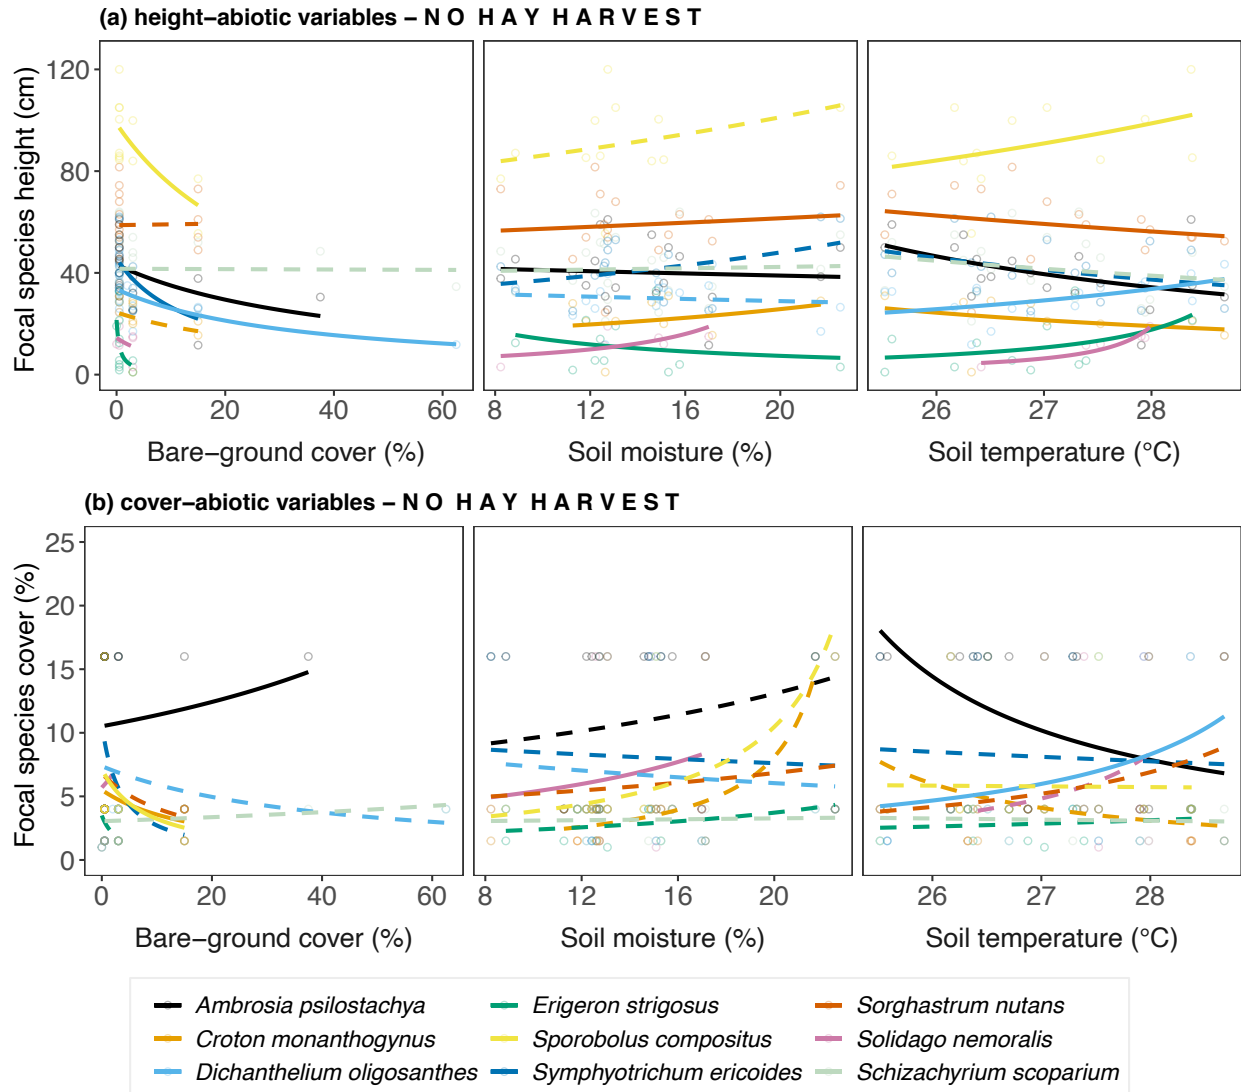 (a) height–abiotic variables – N O H A Y H A R V E S T
Focal species height (cm)
120
80
40
0
0 20 40 60
8 12 16 20
26 27 28
Bare–ground cover (%)
Soil moisture (%)
Soil temperature (°C)
(b) cover–abiotic variables – N O H A Y H A R V E S T
Focal species cover (%)
25
20
15
10
5
0
0 20 40 60
8 12 16 20
26 27 28
Bare–ground cover (%)
Soil moisture (%)
Soil temperature (°C)
Ambrosia psilostachya
Erigeron strigosus
Sorghastrum nutans
Croton monanthogynus
Sporobolus compositus
Solidago nemoralis
Dichanthelium oligosanthes
Symphyotrichum ericoides
Schizachyrium scoparium